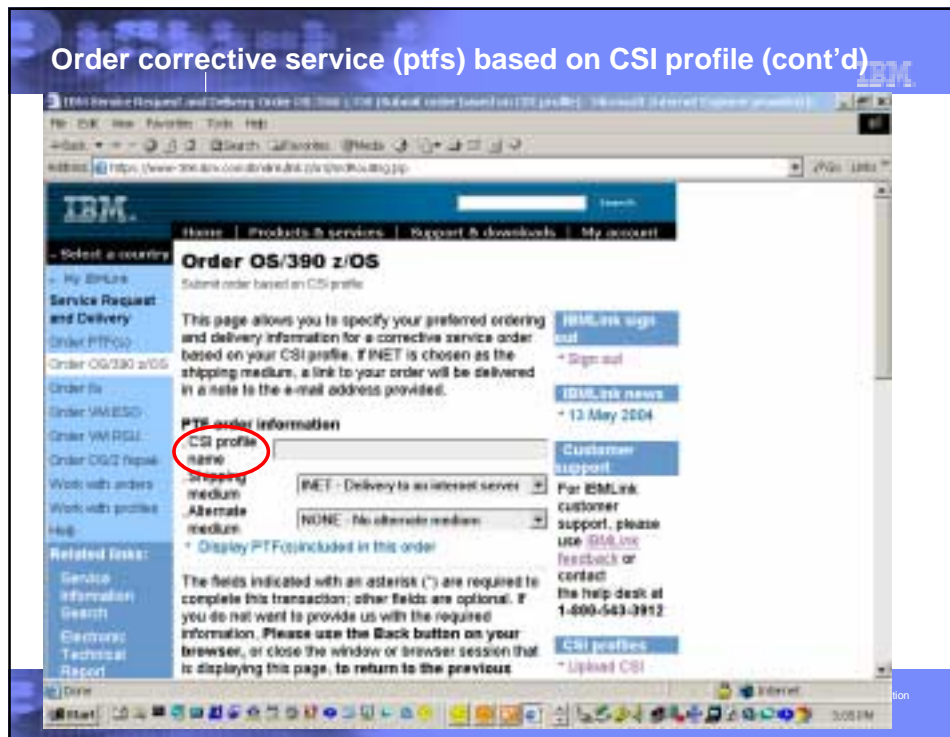 Order corrective service (ptfs) based on CSI profile (cont'd)
IBM
Tools Help
Search
Media
IBM.
Search
Home | Products & services | Support & downloads | My account
Select a country
My IBMLink
Service Request
and Delivery
Order PTF(s)
Order OS/390 z/OS
Order
Order VM ESO
Order VM RSU
Order OS/2
Work with orders
Work with profiles
Help
Related links:
Service
Information
Search
Electronic
Technical
Report
Order OS/390 z/OS
Submit order based on CSI profile
This page allows you to specify your preferred ordering
and delivery information for a corrective service order
based on your CSI profile. If INET is chosen as the
shipping medium, a link to your order will be delivered
in a note to the e-mail address provided.
PTF order information
CSI profile
name
Shipping
medium
INET - Delivery to an internet server
Alternate
medium
NONE - No alternate medium
Display PTF(s) included in this order
The fields indicated with an asterisk (*) are required to
complete this transaction; other fields are optional. If
you do not want to provide us with the required
information, Please use the Back button on your
browser, or close the window or browser session that
is displaying this page, to return to the previous
IBMLink sign
out
Sign out
IBMLink news
13 May 2004
Customer
support
For IBMLink
customer
support, please
use IBMLink
feedback or
contact
the help desk at
1-800-543-3912
CSI profiles
Upload CSI
Done
Internet
Start
tion